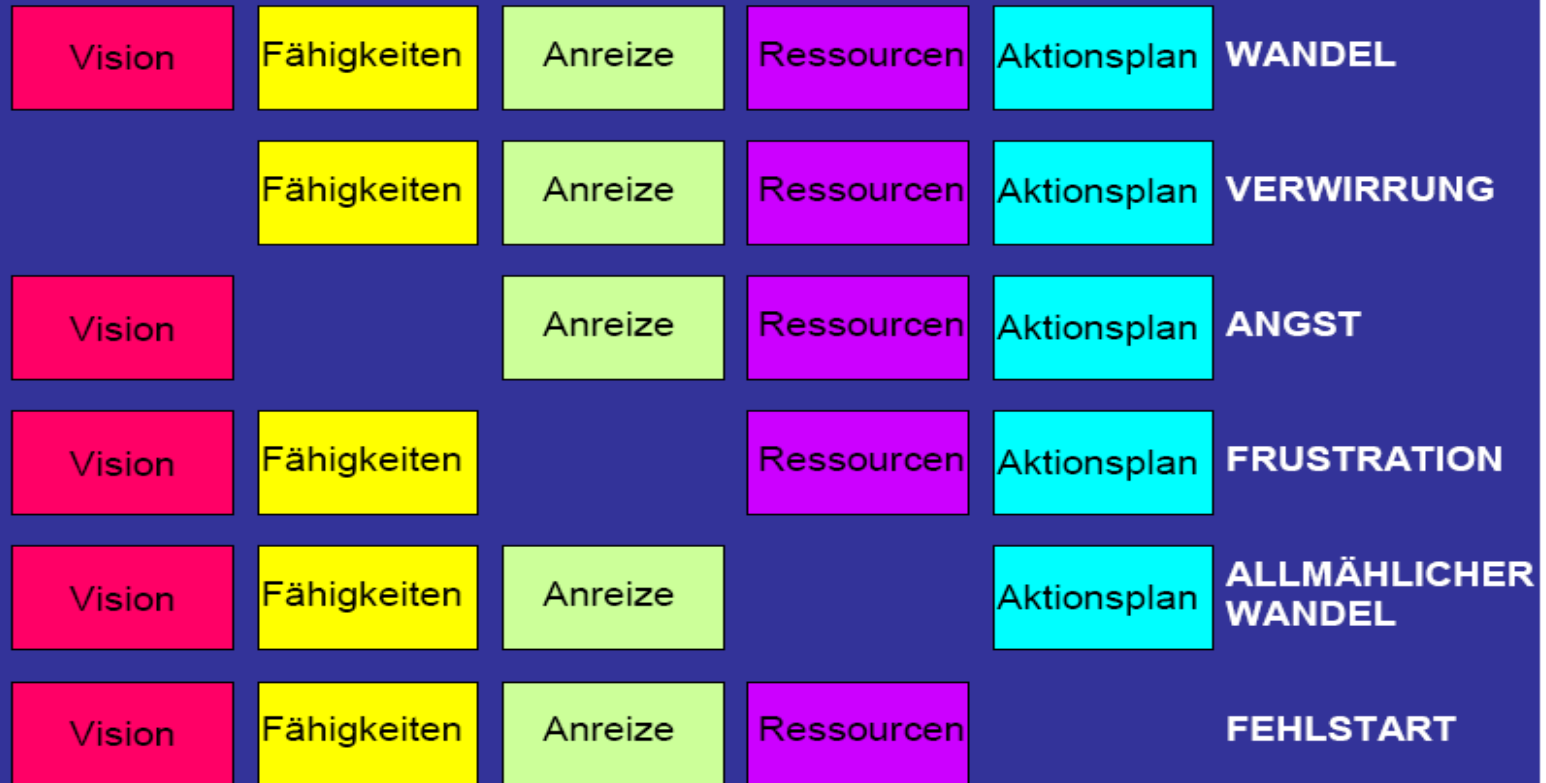 Vision Fähigkeiten Anreize Ressourcen Aktionsplan WANDEL
Fähigkeiten Anreize Ressourcen Aktionsplan VERWIRRUNG
Vision Anreize Ressourcen Aktionsplan ANGST
Vision Fähigkeiten Ressourcen Aktionsplan FRUSTRATION
Vision Fähigkeiten Anreize Aktionsplan ALLMÄHLICHER
WANDEL
Vision Fähigkeiten Anreize Ressourcen FEHLSTART